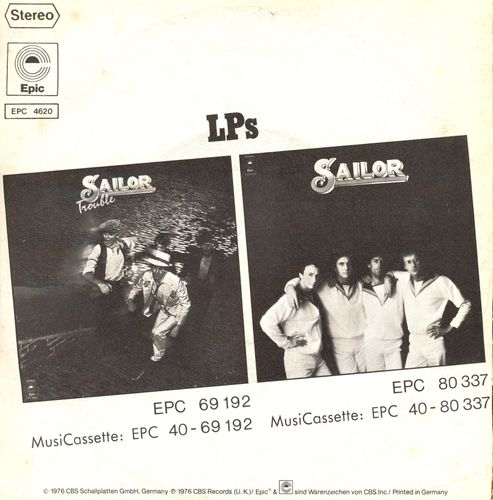 Stereo
Epic
EPC 4620
LPs
SAILOR
Trouble
SAILOR
EPC 69 192
MusiCassette: EPC 40-69 192
EPC 80 337
MusiCassette: EPC 40-80 337
© 1976 CBS Schallplatten GmbH, Germany ℗ 1976 CBS Records (U. K.)/ Epic® & Epic sind Warenzeichen von CBS Inc./ Printed in Germany